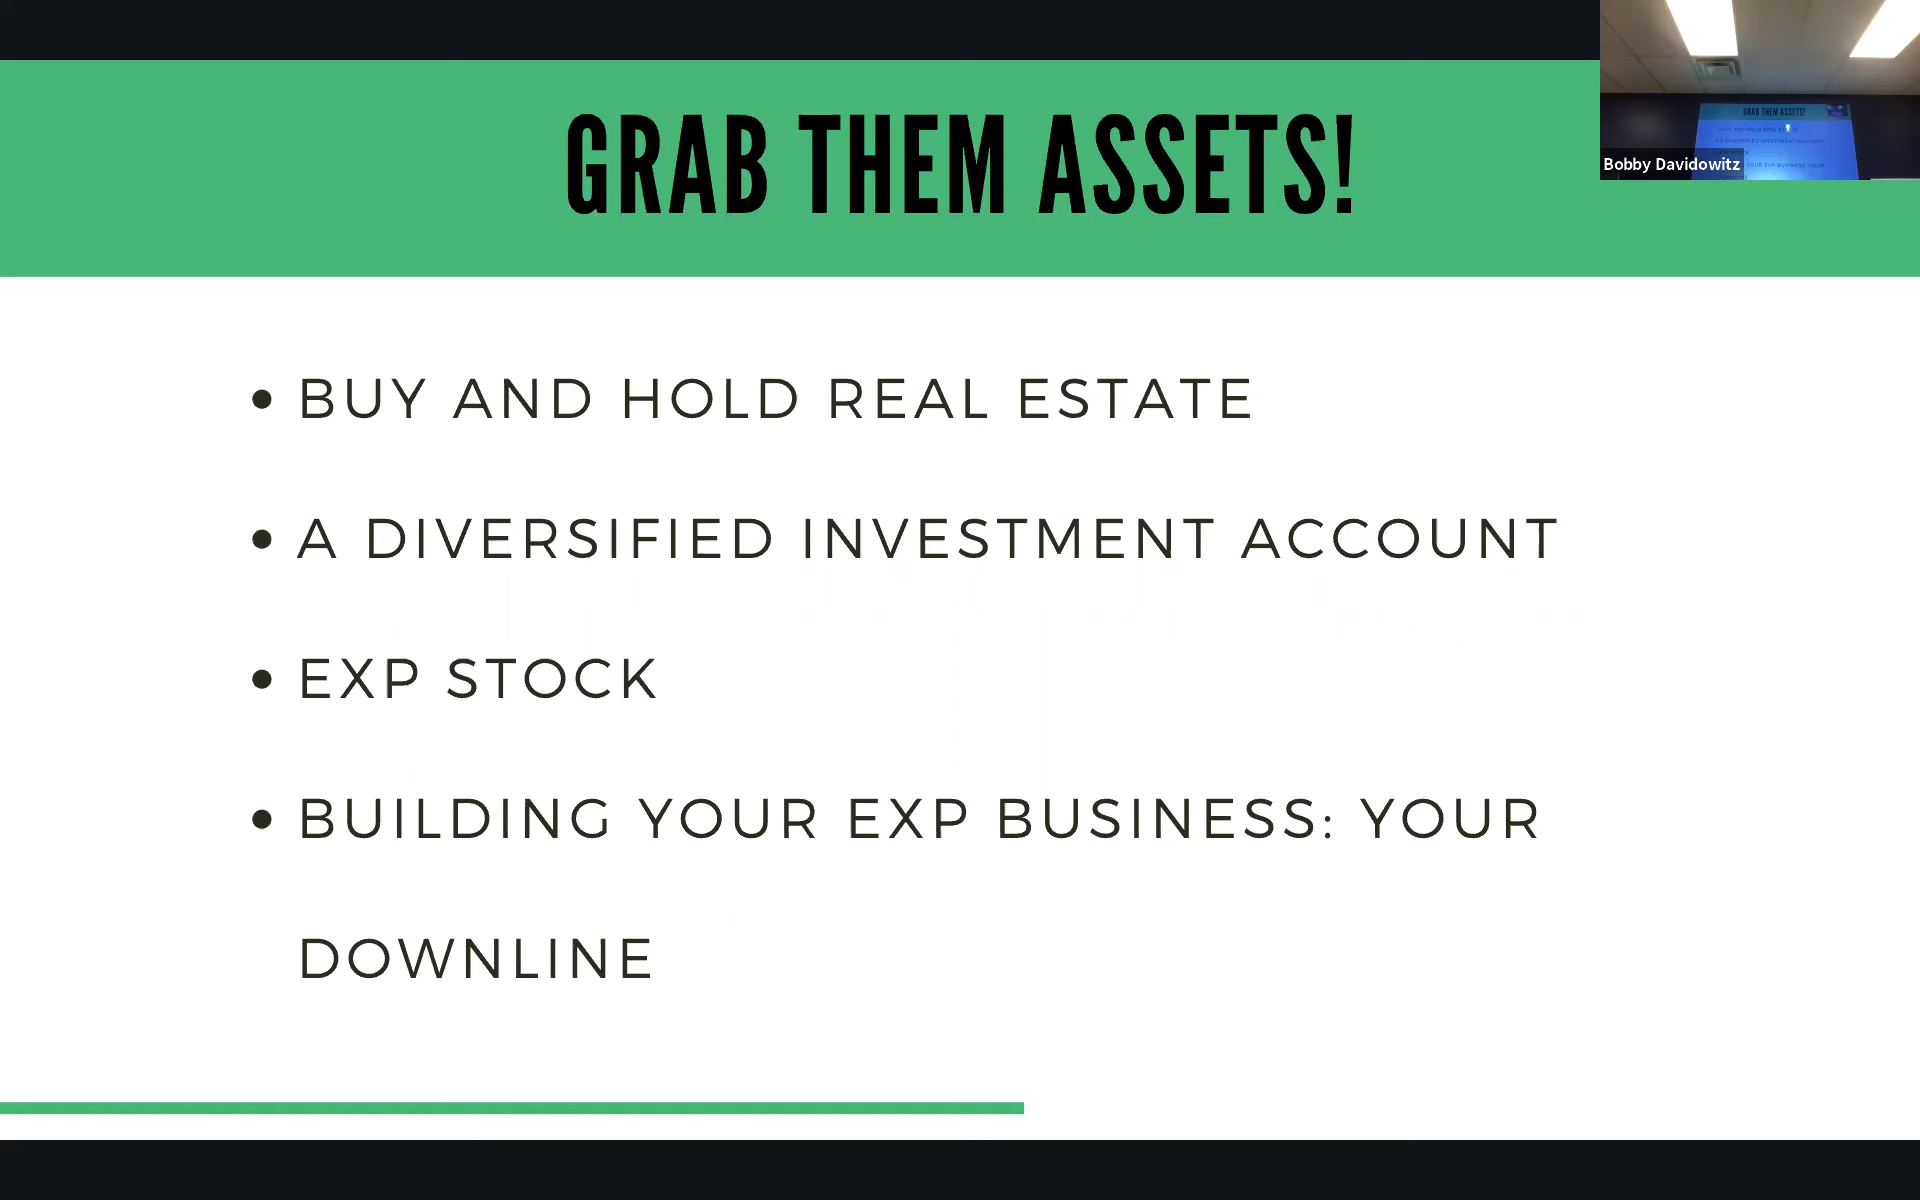 GRAB THEM ASSETS!
Bobby Davidowitz
• BUY AND HOLD REAL ESTATE
• A DIVERSIFIED INVESTMENT ACCOUNT
• EXP STOCK
• BUILDING YOUR EXP BUSINESS: YOUR
DOWNLINE